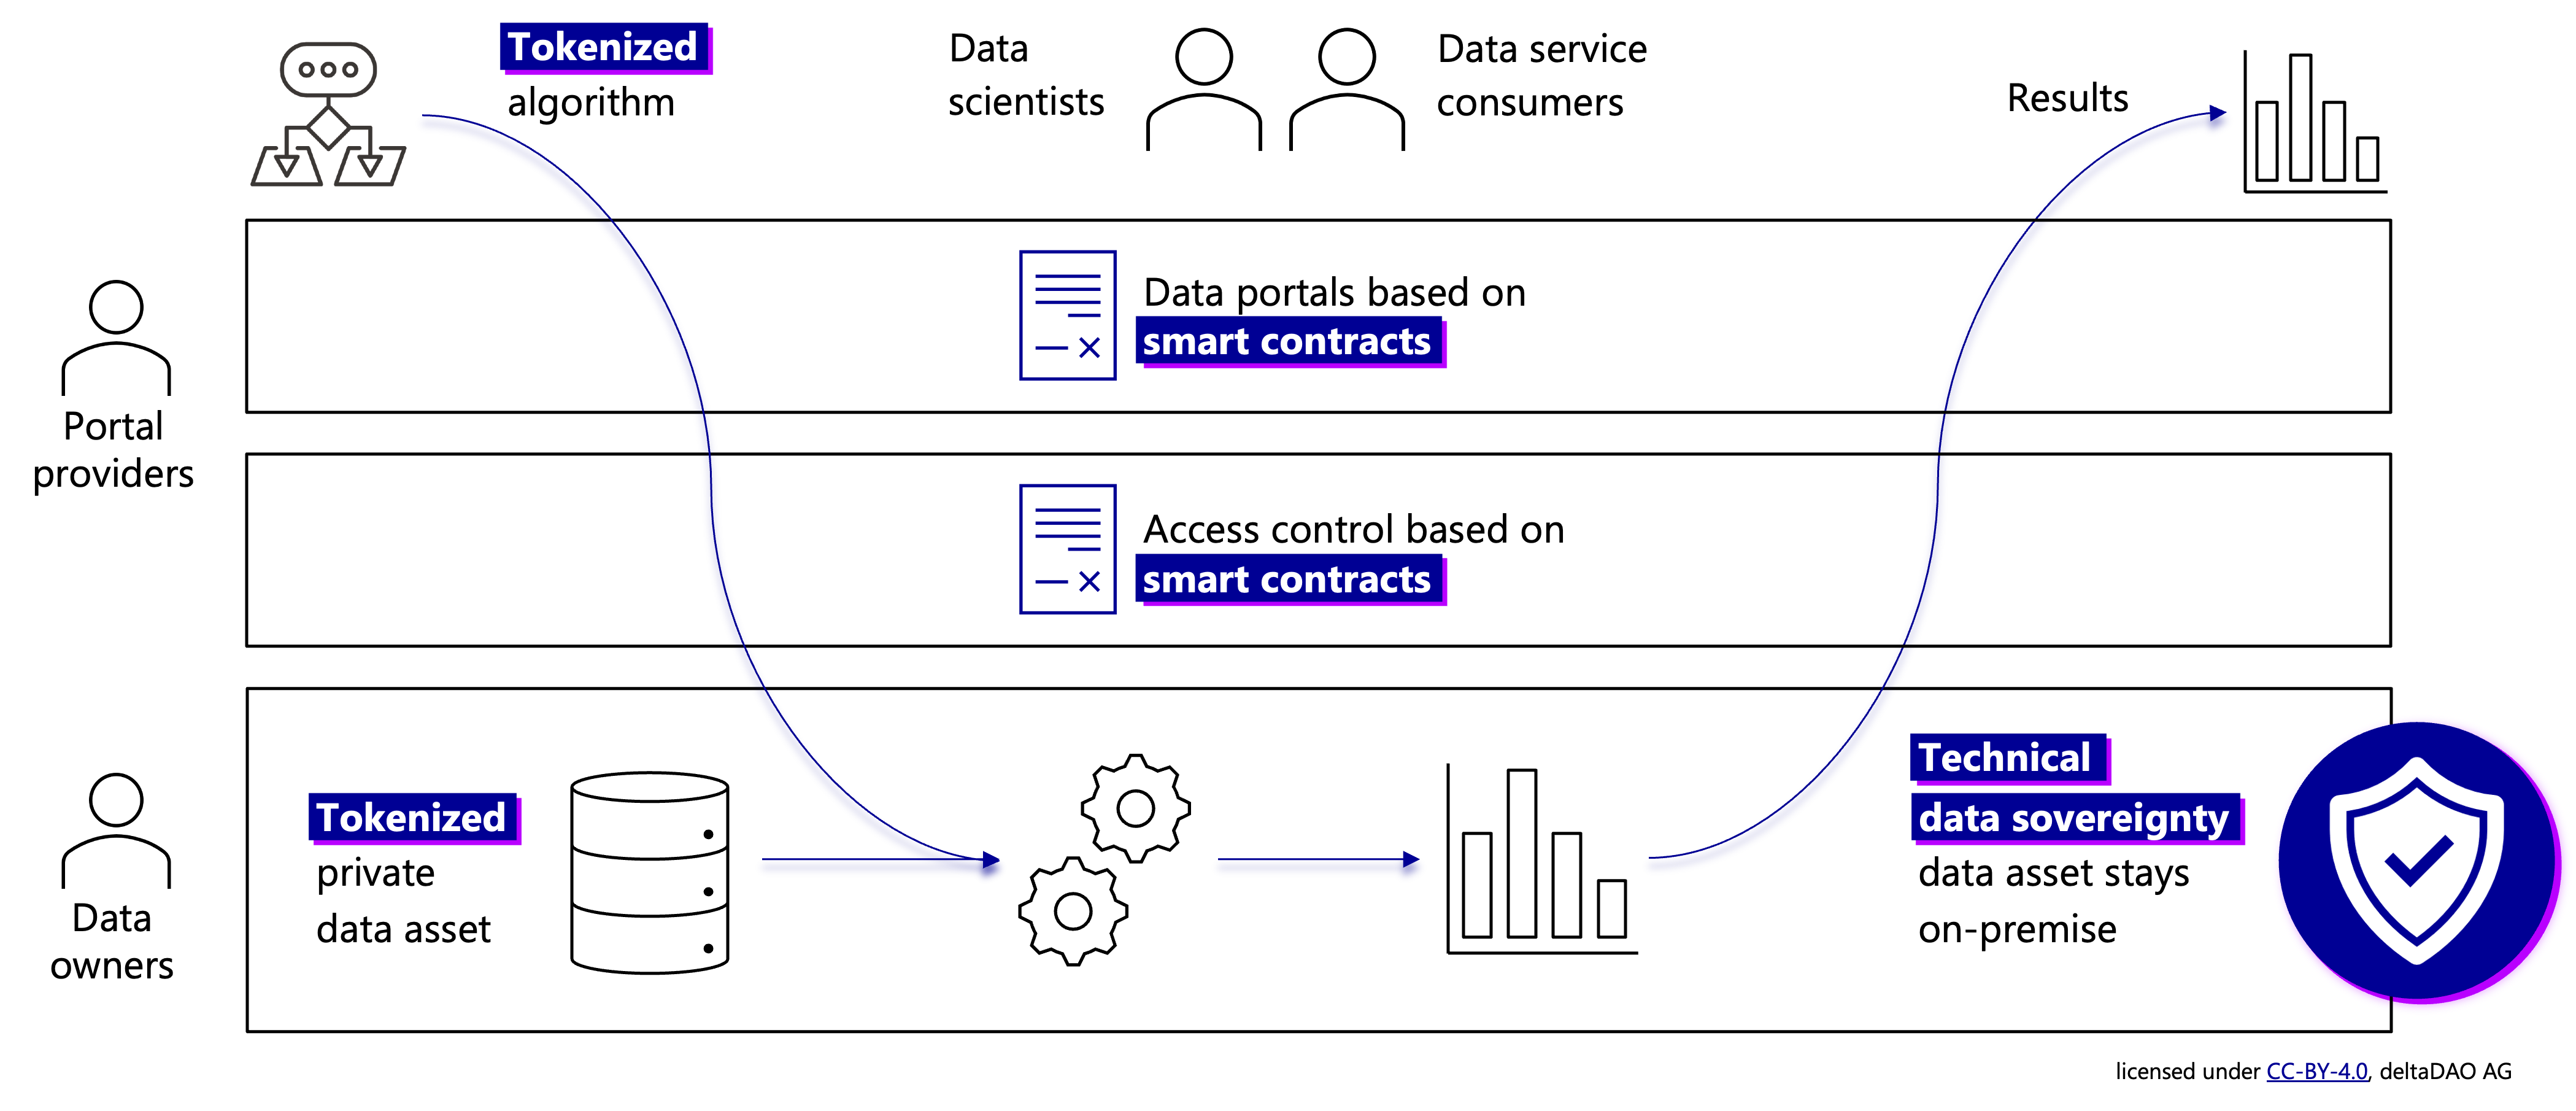 Tokenized
algorithm
Data
scientists
Data service
consumers
Results
Portal
providers
Data portals based on
smart contracts
Access control based on
smart contracts
Data
owners
Tokenized
private
data asset
Technical
data sovereignty
data asset stays
on-premise
licensed under CC-BY-4.0, deltaDAO AG